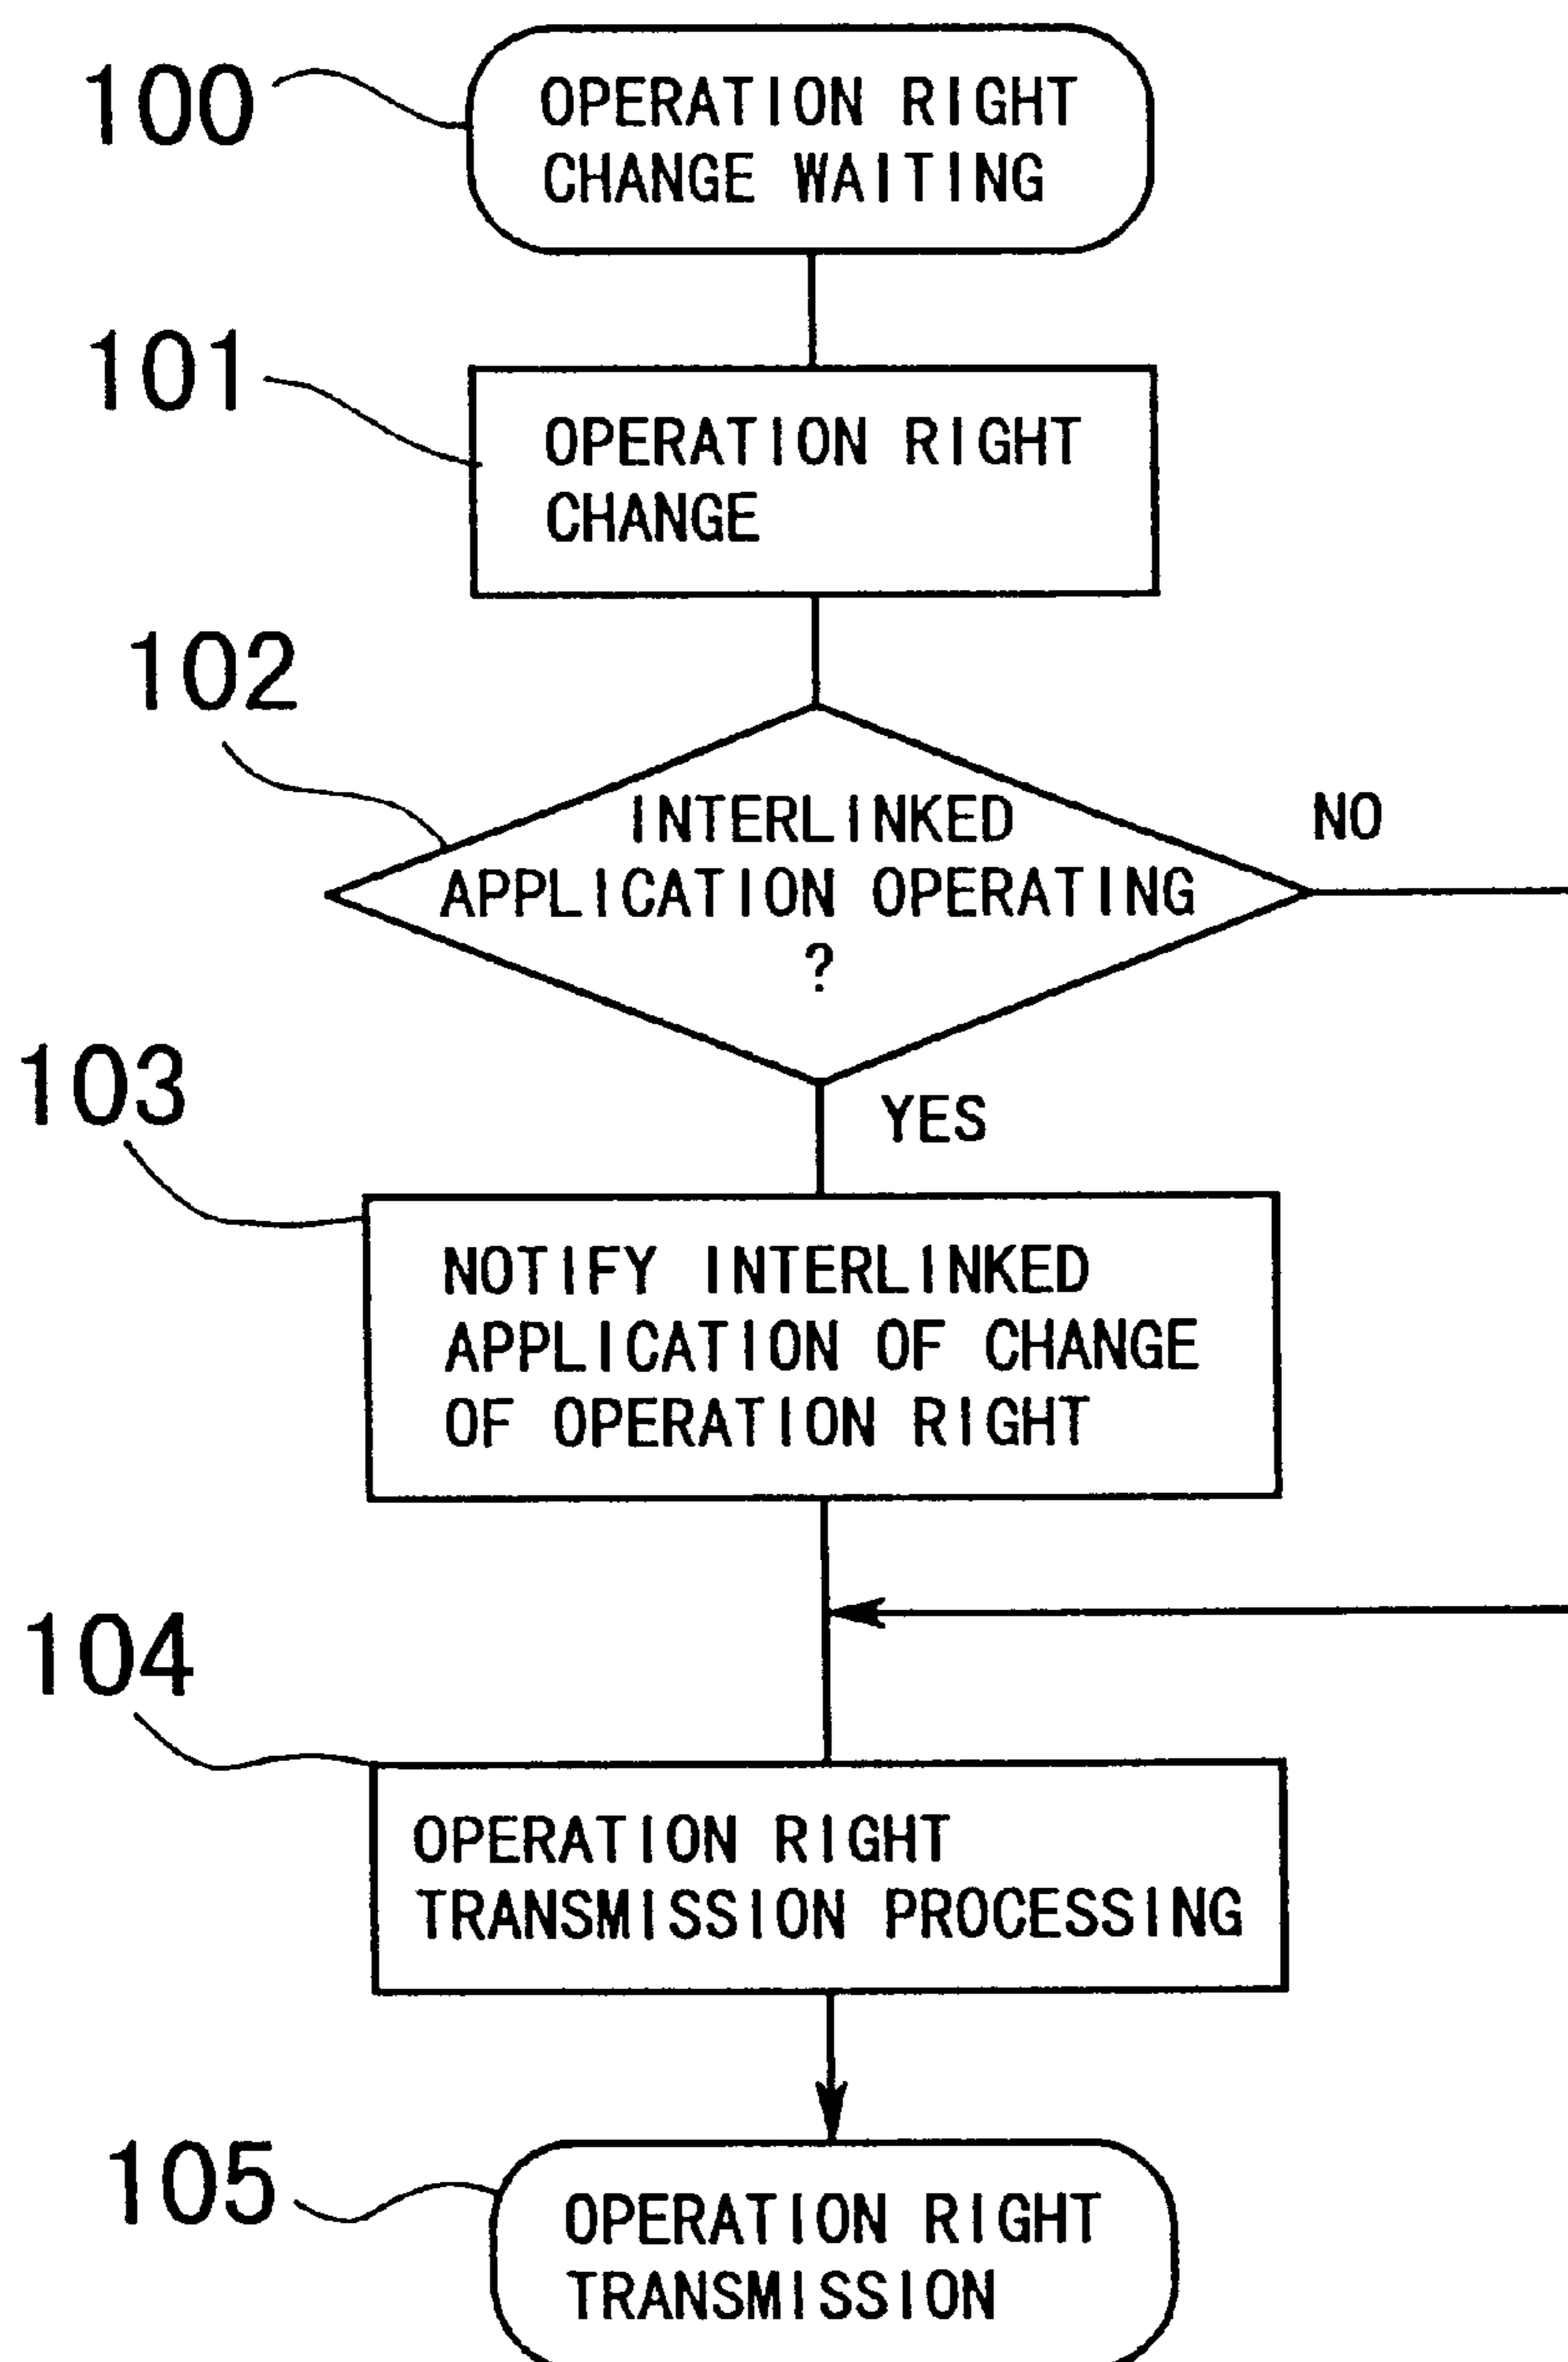 100
OPERATION RIGHT
CHANGE WAITING
101
OPERATION RIGHT
CHANGE
102
INTERLINKED
APPLICATION OPERATING
?
NO
YES
103
NOTIFY INTERLINKED
APPLICATION OF CHANGE
OF OPERATION RIGHT
104
OPERATION RIGHT
TRANSMISSION PROCESSING
105
OPERATION RIGHT
TRANSMISSION